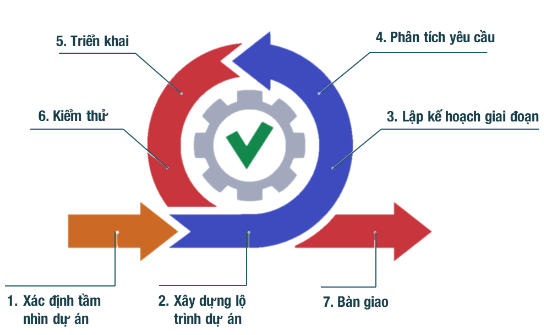 5. Triển khai
4. Phân tích yêu cầu
6. Kiểm thử
3. Lập kế hoạch giai đoạn
1. Xác định tầm
nhìn dự án
2. Xây dựng lộ
trình dự án
7. Bàn giao